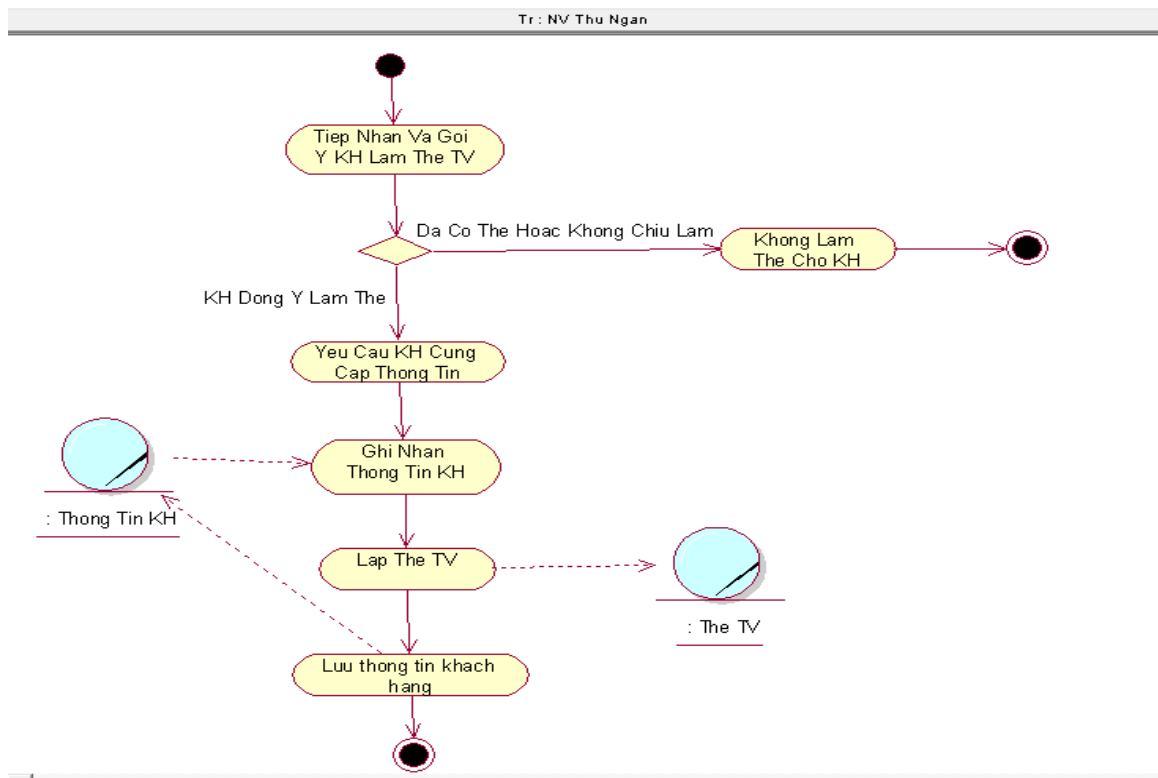 Tr : NV Thu Ngan
Tiep Nhan Va Goi
Y KH Lam The TV
Da Co The Hoac Khong Chiu Lam
Khong Lam
The Cho KH
KH Dong Y Lam The
Yeu Cau KH Cung
Cap Thong Tin
Ghi Nhan
Thong Tin KH
: Thong Tin KH
Lap The TV
: The TV
Luu thong tin khach
hang